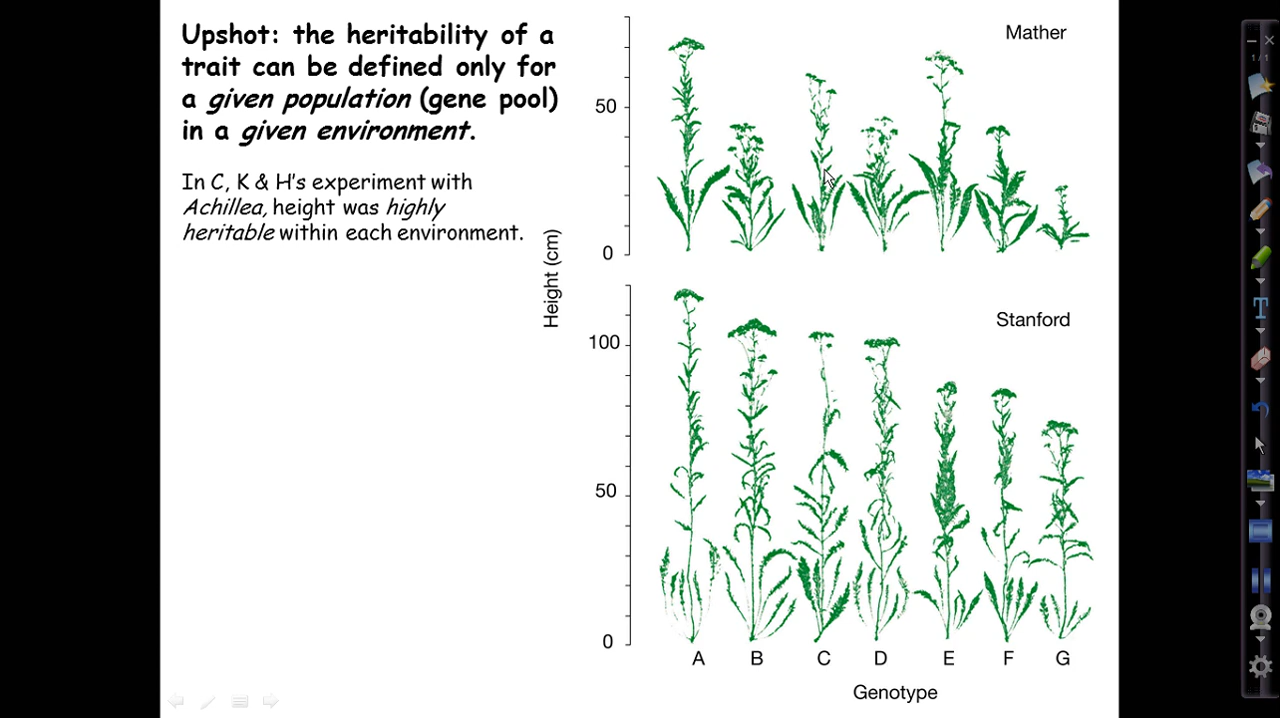 Upshot: the heritability of a
trait can be defined only for
a given population (gene pool)
in a given environment.
In C, K & H's experiment with
Achillea, height was highly
heritable within each environment.
Height (cm)
Mather
50
0
Stanford
100
50
0
A B C D E F G
Genotype
1/1
T